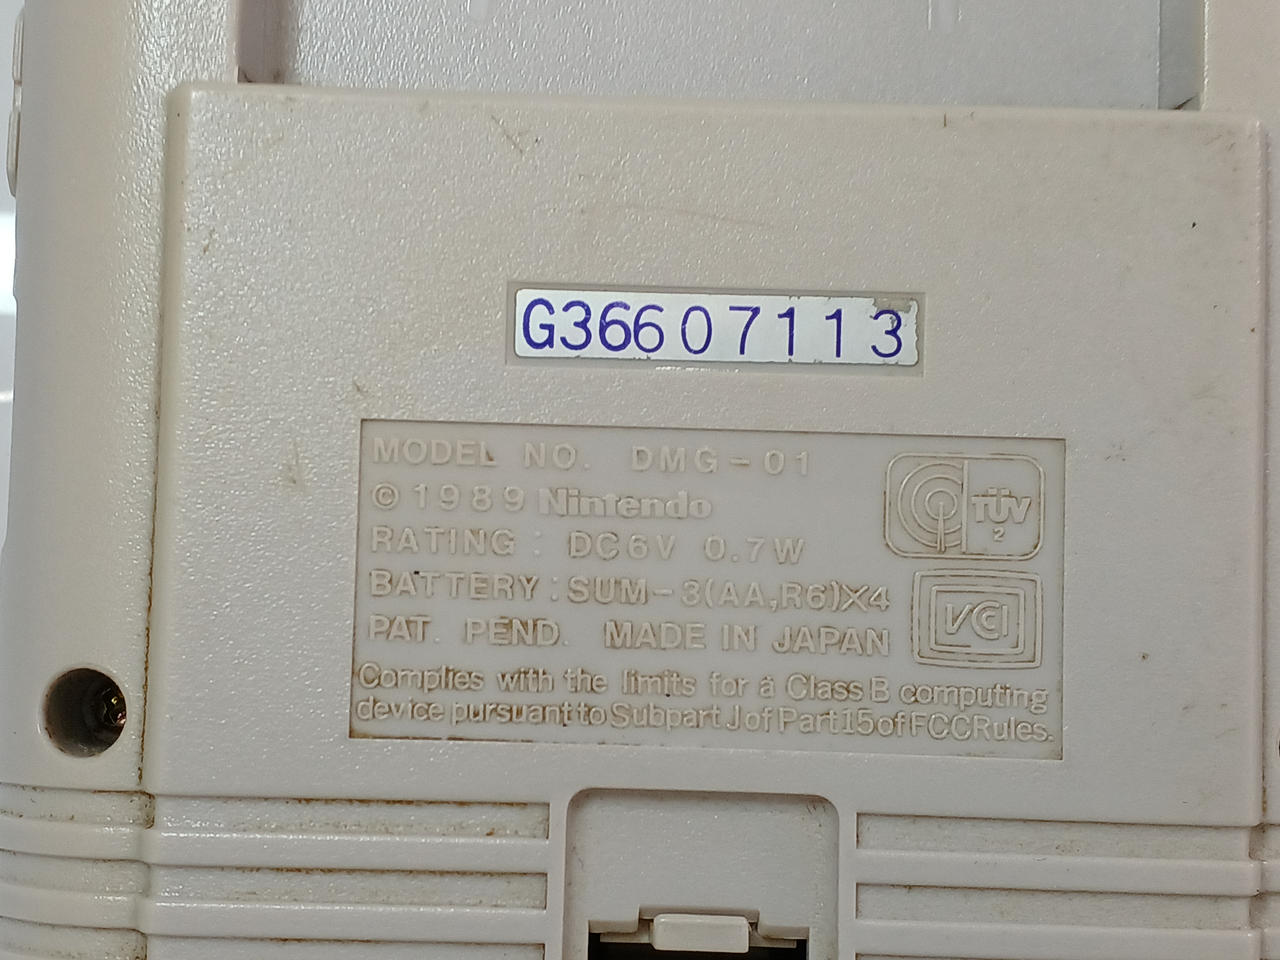 G36607113
MODEL NO. DMG-01
© 1989 Nintendo
RATING : DC6V 0.7W
BATTERY : SUM-3(AA,R6)X4
PAT. PEND. MADE IN JAPAN
Complies with the limits for a Class B computing
device pursuant to Subpart J of Part 15 of FCC Rules.
TÜV
2
VCI